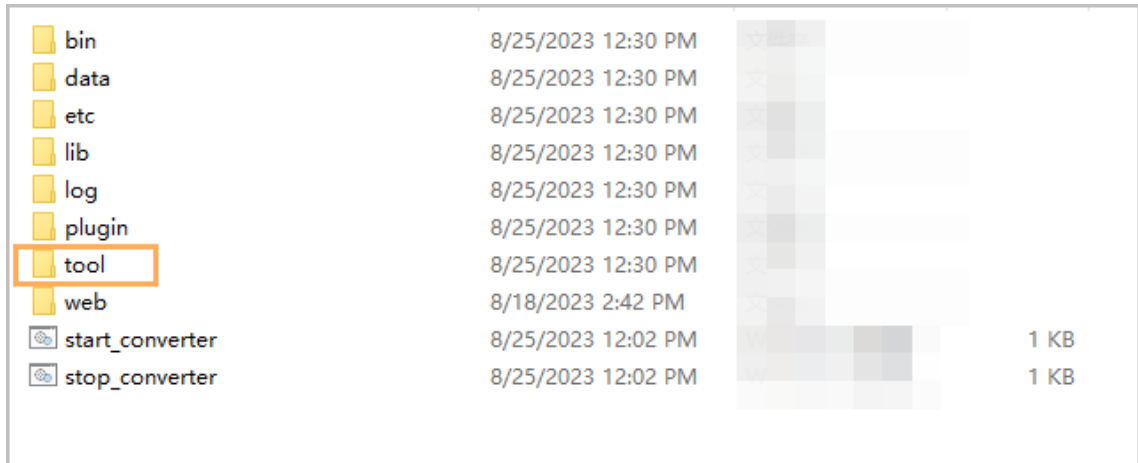 bin 8/25/2023 12:30 PM
data 8/25/2023 12:30 PM
etc 8/25/2023 12:30 PM
lib 8/25/2023 12:30 PM
log 8/25/2023 12:30 PM
plugin 8/25/2023 12:30 PM
tool 8/25/2023 12:30 PM
web 8/18/2023 2:42 PM
start_converter 8/25/2023 12:02 PM 1 KB
stop_converter 8/25/2023 12:02 PM 1 KB